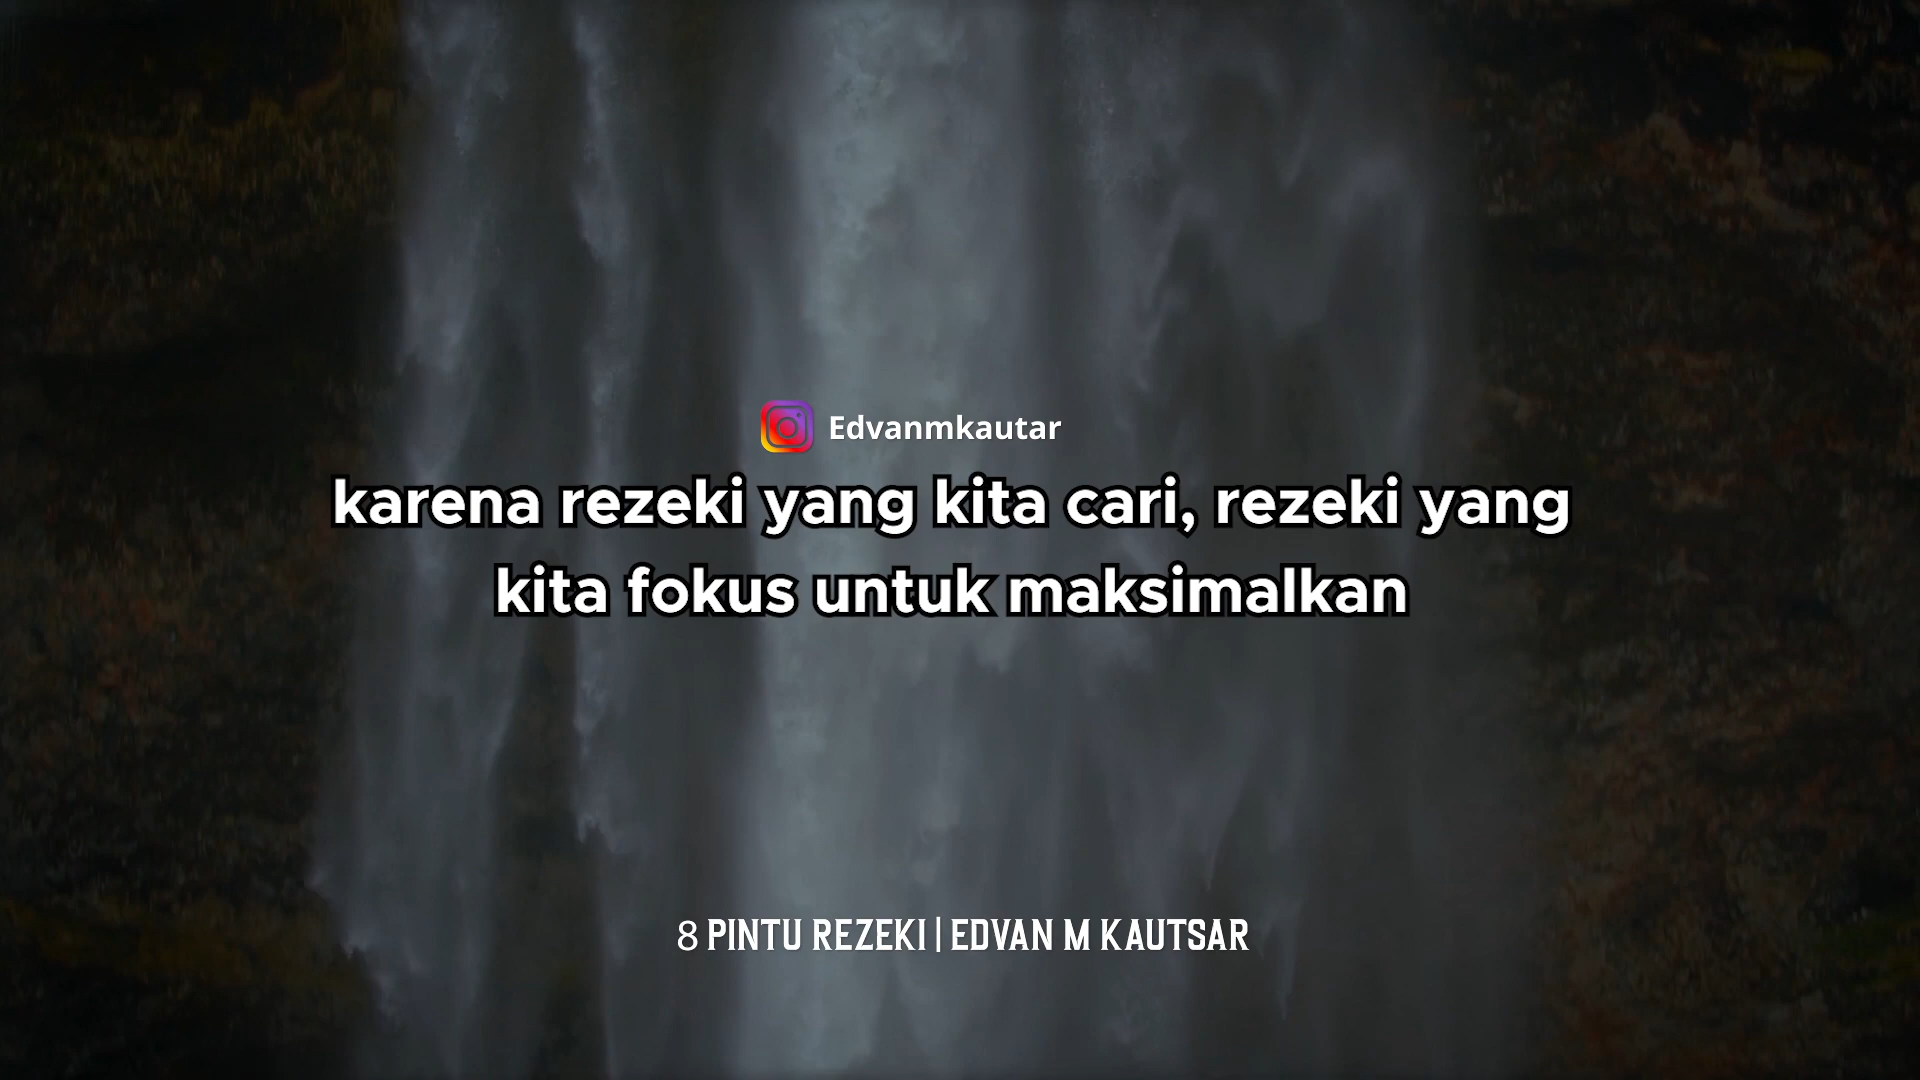 Edvanmkautar
karena rezeki yang kita cari, rezeki yang
kita fokus untuk maksimalkan
8 PINTU REZEKI | EDVAN M KAUTSAR